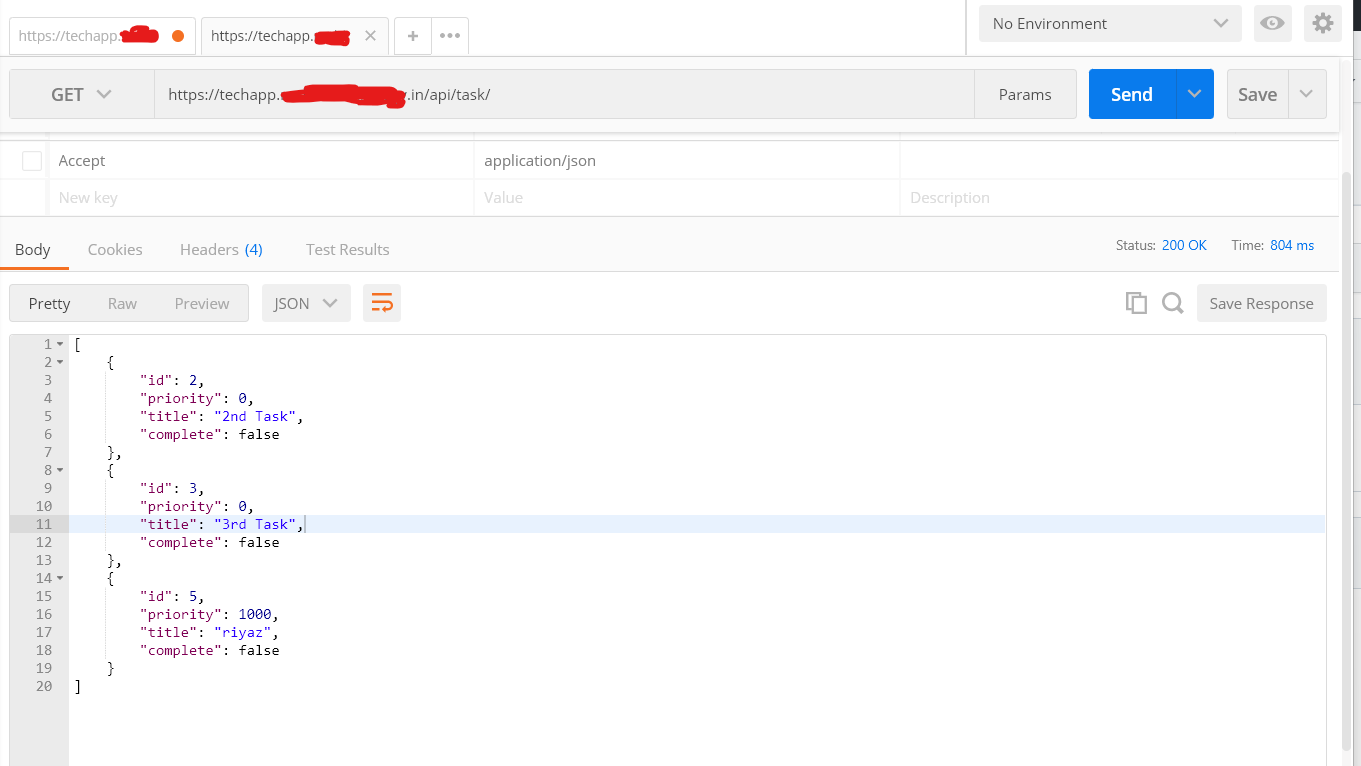 https://techapp.
https://techapp.
No Environment
GET
https://techapp.
.in/api/task/
Params
Send
Save
Accept
application/json
New key
Value
Description
Body
Cookies
Headers (4)
Test Results
Status: 200 OK
Time: 804 ms
Pretty
Raw
Preview
JSON
Save Response
1 [
2 {
3 "id": 2,
4 "priority": 0,
5 "title": "2nd Task",
6 "complete": false
7 },
8 {
9 "id": 3,
10 "priority": 0,
11 "title": "3rd Task",
12 "complete": false
13 },
14 {
15 "id": 5,
16 "priority": 1000,
17 "title": "riyaz",
18 "complete": false
19 }
20 ]